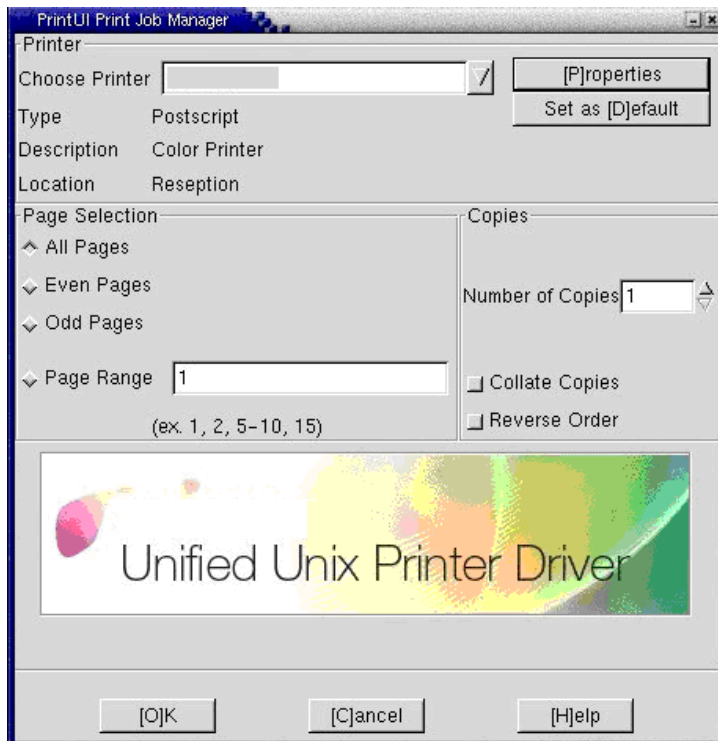 PrintUI Print Job Manager
Printer
Choose Printer
[P]roperties
Set as [D]efault
Type Postscript
Description Color Printer
Location Reseption
Page Selection
All Pages
Even Pages
Odd Pages
Page Range 1
(ex. 1, 2, 5-10, 15)
Copies
Number of Copies 1
Collate Copies
Reverse Order
Unified Unix Printer Driver
[O]K [C]ancel [H]elp